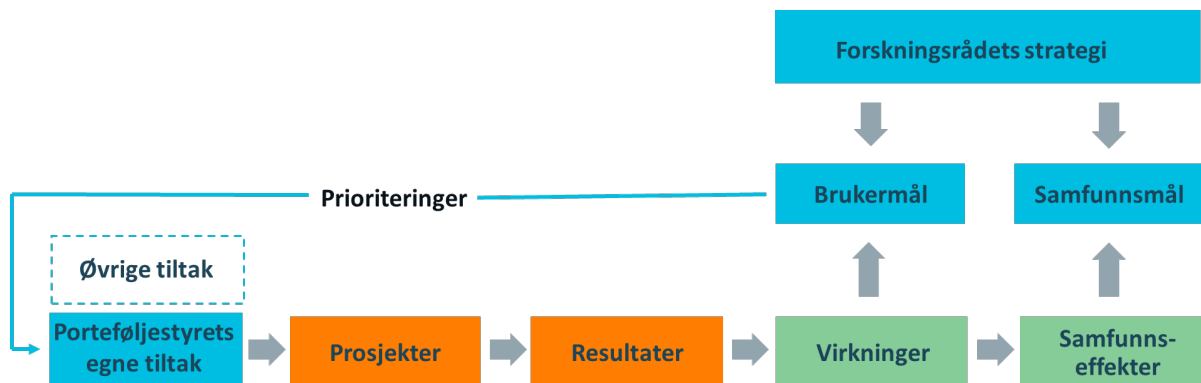 Forskningsrådets strategi
Prioriteringer
Brukermål
Samfunnsmål
Øvrige tiltak
Porteføljestyrets
egne tiltak
Prosjekter
Resultater
Virkninger
Samfunns-
effekter